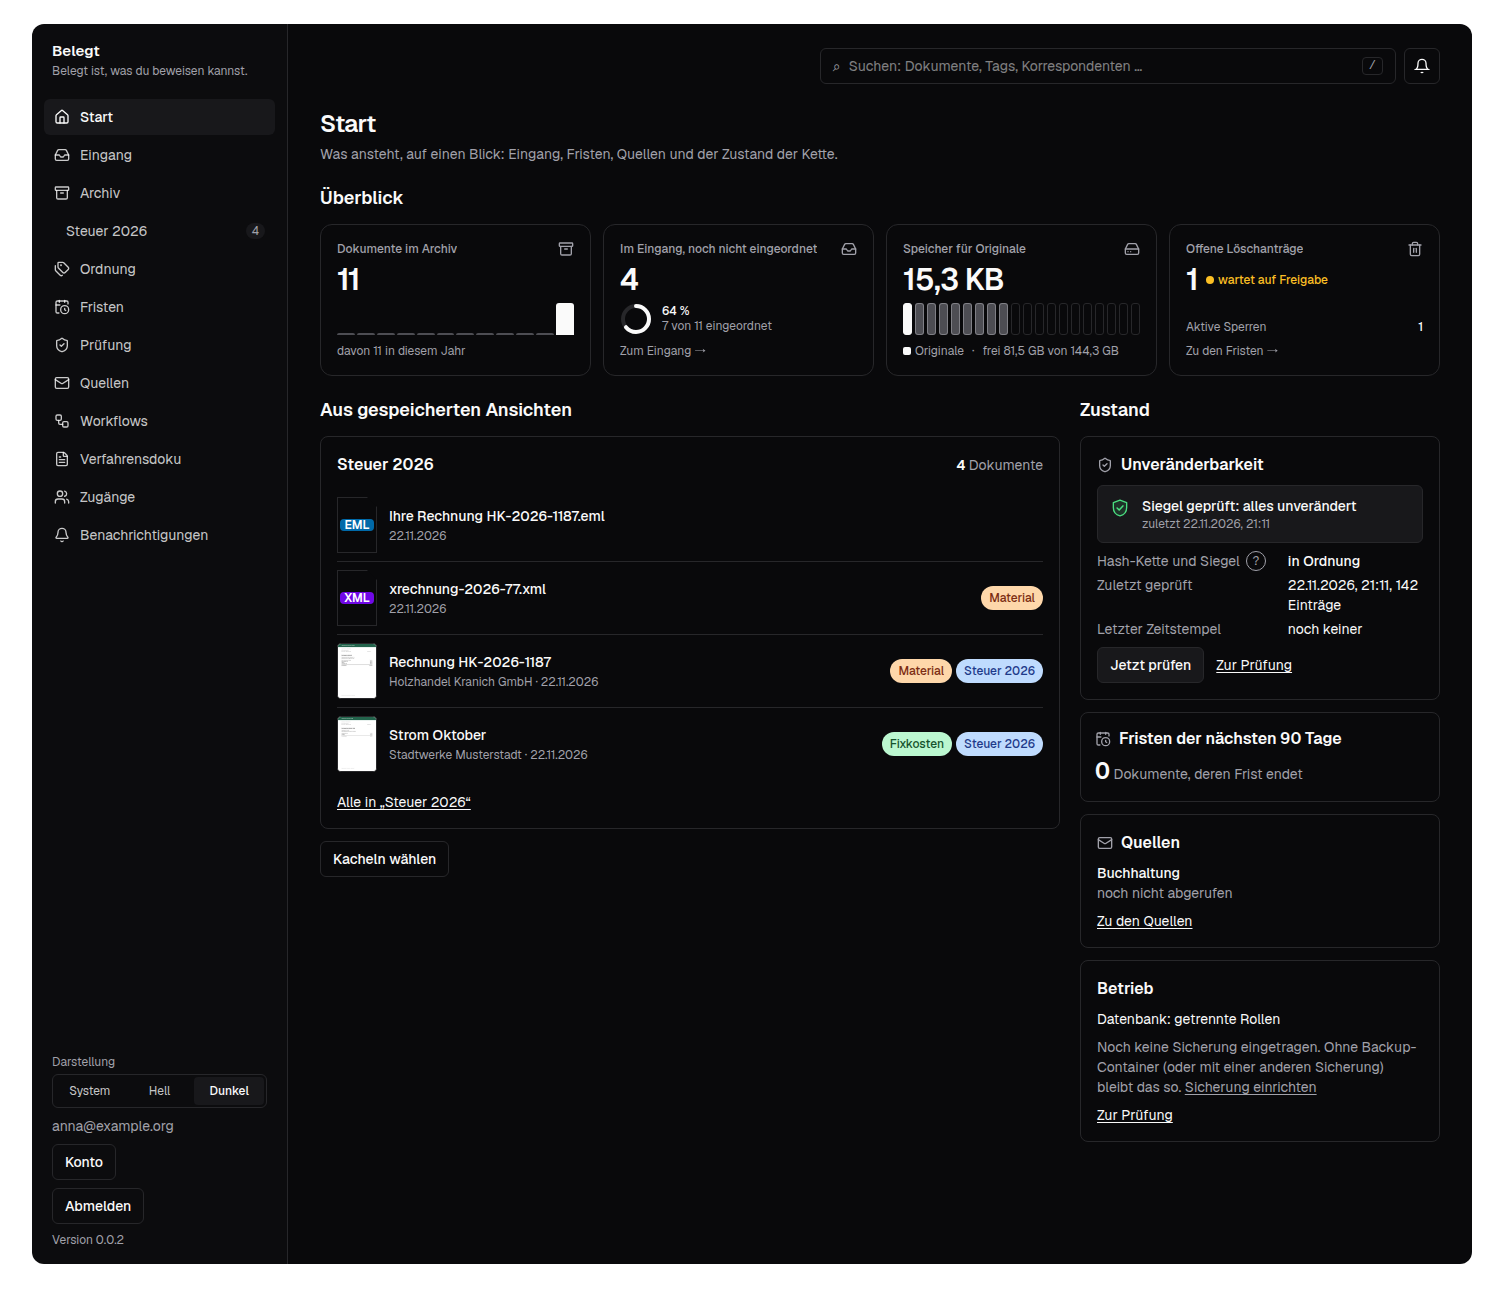 Belegt
Belegt ist, was du beweisen kannst.
Start
Eingang
Archiv
Steuer 2026 4
Ordnung
Fristen
Prüfung
Quellen
Workflows
Verfahrensdoku
Zugänge
Benachrichtigungen
Darstellung
System Hell Dunkel
anna@example.org
Konto
Abmelden
Version 0.0.2
Suchen: Dokumente, Tags, Korrespondenten … /
Start
Was ansteht, auf einen Blick: Eingang, Fristen, Quellen und der Zustand der Kette.
Überblick
Dokumente im Archiv
11
davon 11 in diesem Jahr
Im Eingang, noch nicht eingeordnet
4
64 %
7 von 11 eingeordnet
Zum Eingang →
Speicher für Originale
15,3 KB
Originale · frei 81,5 GB von 144,3 GB
Offene Löschanträge
1 wartet auf Freigabe
Aktive Sperren 1
Zu den Fristen →
Aus gespeicherten Ansichten
Steuer 2026 4 Dokumente
EML
Ihre Rechnung HK-2026-1187.eml
22.11.2026
XML
xrechnung-2026-77.xml
22.11.2026
Material
Rechnung HK-2026-1187
Holzhandel Kranich GmbH · 22.11.2026
Material Steuer 2026
Strom Oktober
Stadtwerke Musterstadt · 22.11.2026
Fixkosten Steuer 2026
Alle in „Steuer 2026“
Kacheln wählen
Zustand
Unveränderbarkeit
Siegel geprüft: alles unverändert
zuletzt 22.11.2026, 21:11
Hash-Kette und Siegel ? in Ordnung
Zuletzt geprüft 22.11.2026, 21:11, 142
Einträge
Letzter Zeitstempel noch keiner
Jetzt prüfen Zur Prüfung
Fristen der nächsten 90 Tage
0 Dokumente, deren Frist endet
Quellen
Buchhaltung
noch nicht abgerufen
Zu den Quellen
Betrieb
Datenbank: getrennte Rollen
Noch keine Sicherung eingetragen. Ohne Backup-
Container (oder mit einer anderen Sicherung)
bleibt das so. Sicherung einrichten
Zur Prüfung